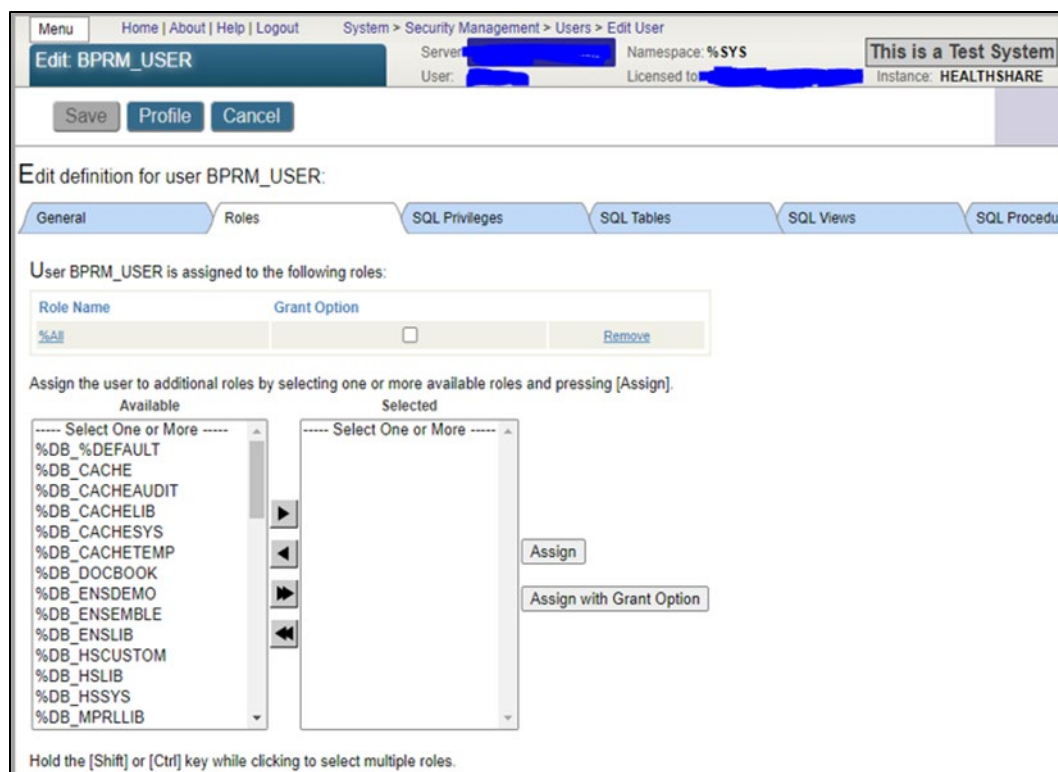 Menu Home | About | Help | Logout System > Security Management > Users > Edit User
Edit: BPRM_USER
Server
Namespace: %SYS
This is a Test System
User:
Licensed to
Instance: HEALTHSHARE
Save Profile Cancel
Edit definition for user BPRM_USER:
General Roles SQL Privileges SQL Tables SQL Views SQL Procedu
User BPRM_USER is assigned to the following roles:
Role Name Grant Option
%All Remove
Assign the user to additional roles by selecting one or more available roles and pressing [Assign].
Available Selected
----- Select One or More ----- ----- Select One or More -----
%DB_%DEFAULT
%DB_CACHE
%DB_CACHEAUDIT
%DB_CACHELIB
%DB_CACHESYS
%DB_CACHETEMP
%DB_DOCBOOK
%DB_ENSDEMO
%DB_ENSEMBLE
%DB_ENSLIB
%DB_HSCUSTOM
%DB_HSLIB
%DB_HSSYS
%DB_MPRLLIB
Assign
Assign with Grant Option
Hold the [Shift] or [Ctrl] key while clicking to select multiple roles.